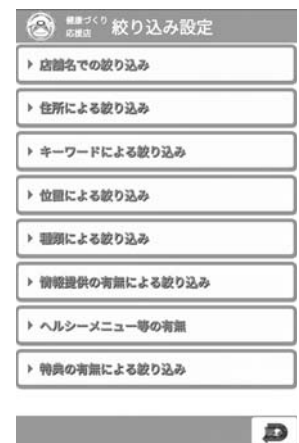 健康づくり
応援店 絞り込み設定
店舗名での絞り込み
住所による絞り込み
キーワードによる絞り込み
位置による絞り込み
種類による絞り込み
情報提供の有無による絞り込み
ヘルシーメニュー等の有無
特典の有無による絞り込み